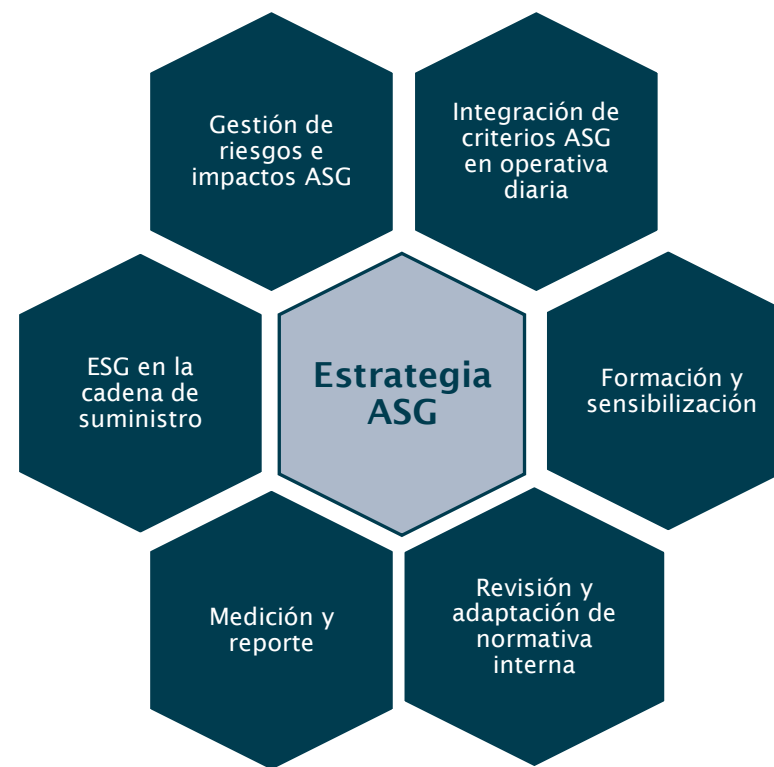 Gestión de
riesgos e
impactos ASG
Integración de
criterios ASG
en operativa
diaria
ESG en la
cadena de
suministro
Estrategia
ASG
Formación y
sensibilización
Medición y
reporte
Revisión y
adaptación de
normativa
interna